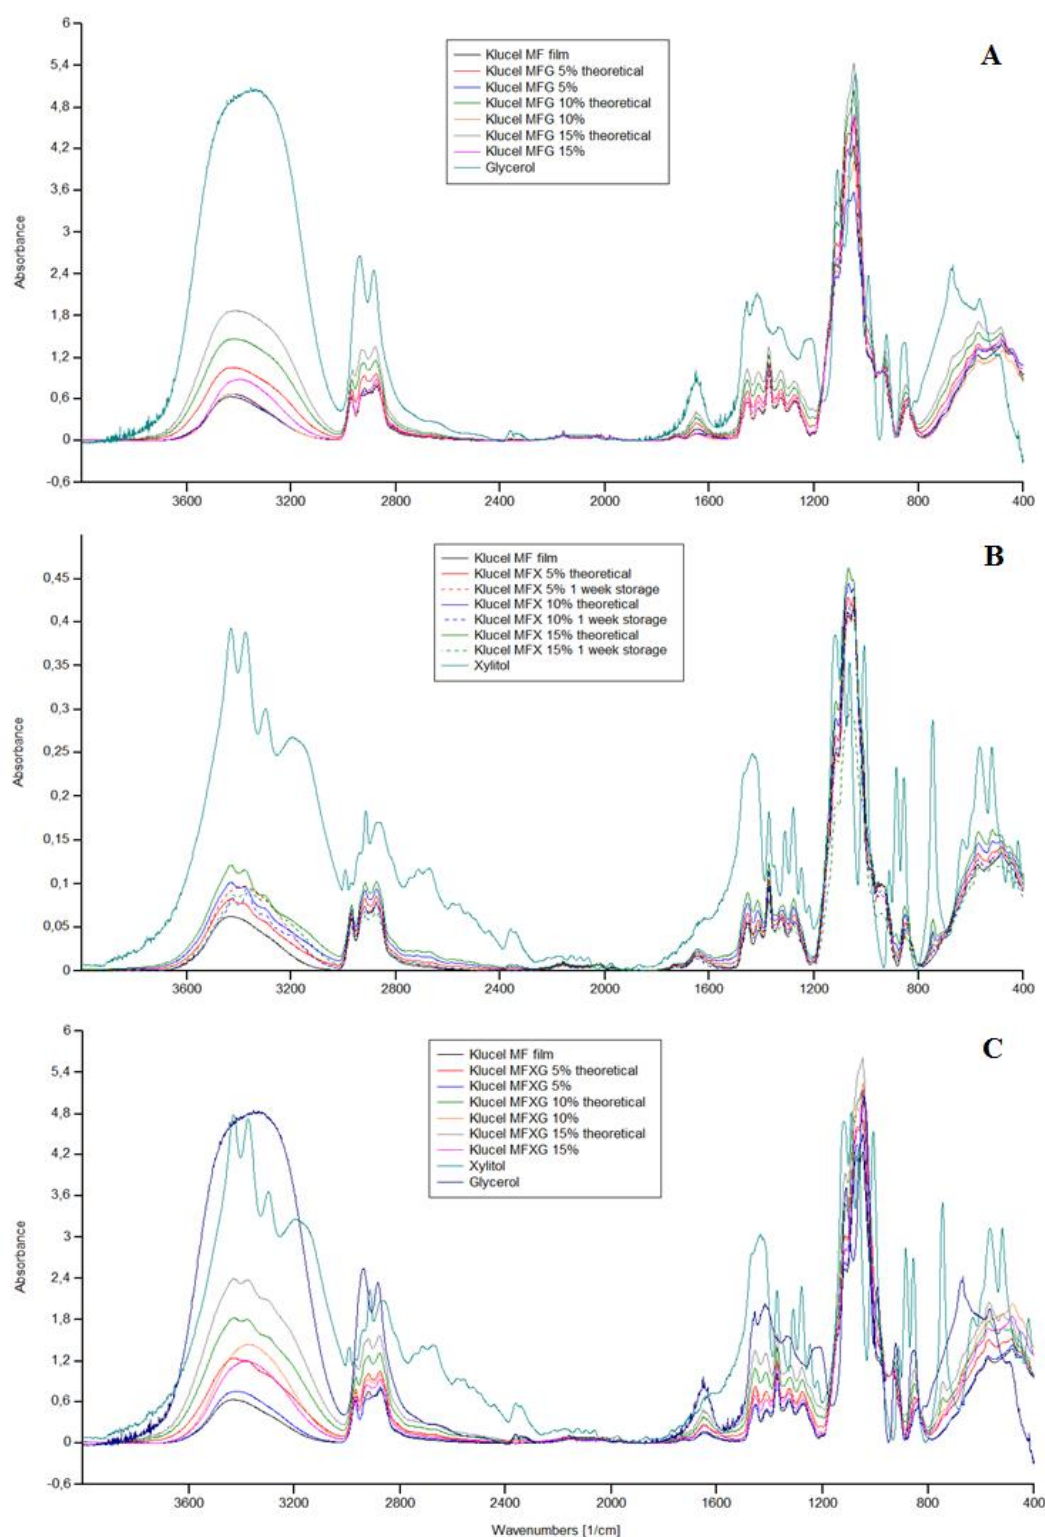 A
6
5,4
4,8
4,2
3,6
3
2,4
1,8
1,2
0,6
0
-0,6
Absorbance
Klucel MF film
Klucel MFG 5% theoretical
Klucel MFG 5%
Klucel MFG 10% theoretical
Klucel MFG 10%
Klucel MFG 15% theoretical
Klucel MFG 15%
Glycerol
3600 3200 2800 2400 2000 1600 1200 800 400
B
0,45
0,4
0,35
0,3
0,25
0,2
0,15
0,1
0,05
0
Absorbance
Klucel MF film
Klucel MFX 5% theoretical
Klucel MFX 5% 1 week storage
Klucel MFX 10% theoretical
Klucel MFX 10% 1 week storage
Klucel MFX 15% theoretical
Klucel MFX 15% 1 week storage
Xylitol
3600 3200 2800 2400 2000 1600 1200 800 400
C
6
5,4
4,8
4,2
3,6
3
2,4
1,8
1,2
0,6
0
-0,6
Absorbance
Klucel MF film
Klucel MFXG 5% theoretical
Klucel MFXG 5%
Klucel MFXG 10% theoretical
Klucel MFXG 10%
Klucel MFXG 15% theoretical
Klucel MFXG 15%
Xylitol
Glycerol
3600 3200 2800 2400 2000 1600 1200 800 400
Wavenumbers [1/cm]